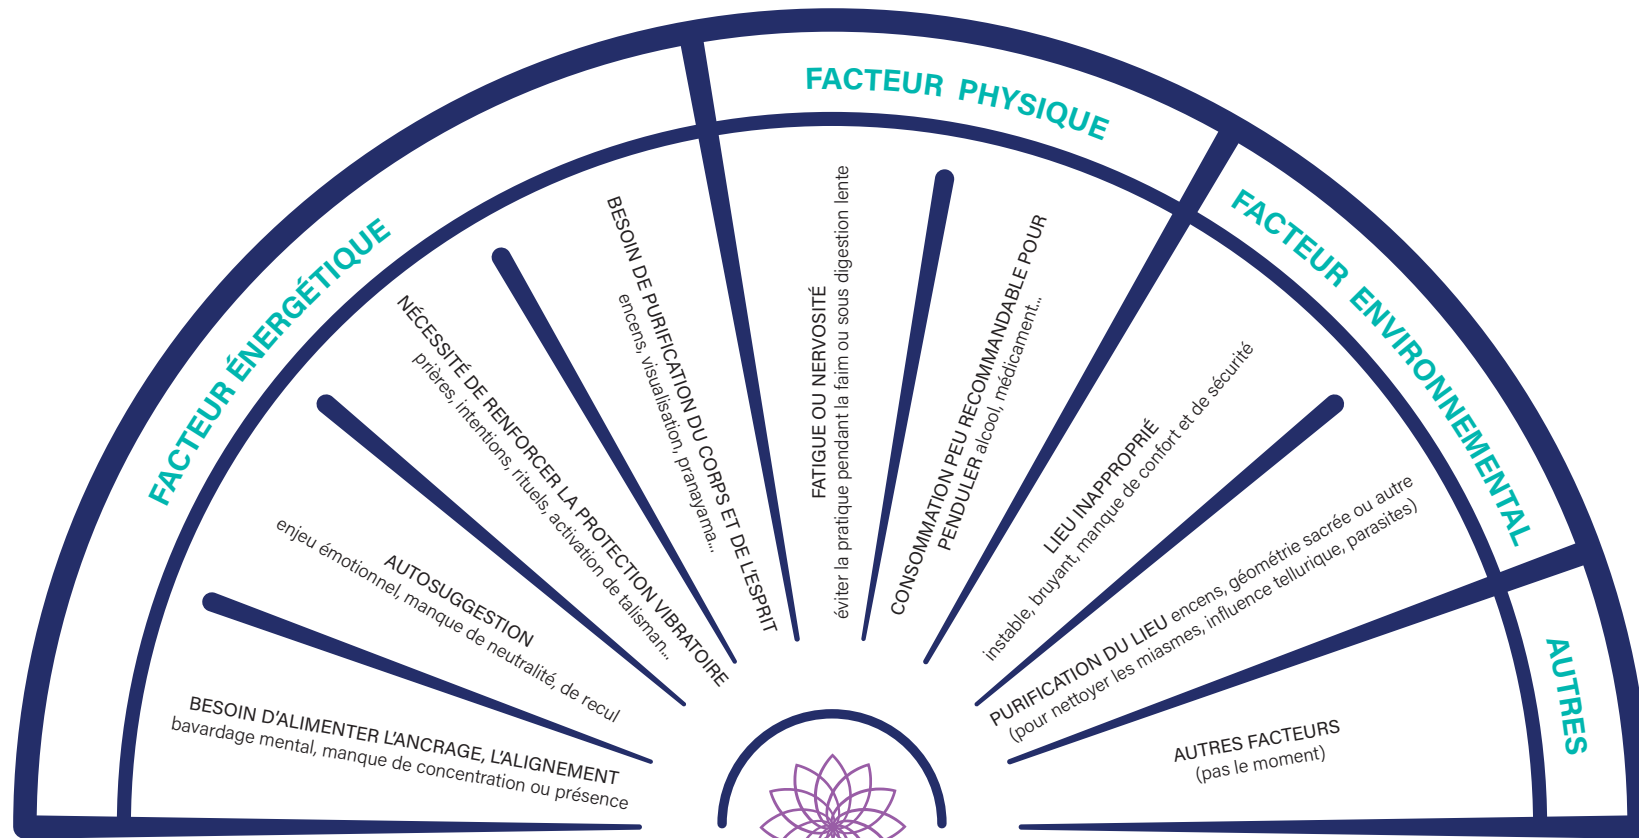 FACTEUR ÉNERGÉTIQUE
BESOIN D'ALIMENTER L'ANCRAGE, L'ALIGNEMENT
bavardage mental, manque de concentration ou présence
AUTOSUGGESTION
enjeu émotionnel, manque de neutralité, de recul
NÉCESSITÉ DE RENFORCER LA PROTECTION VIBRATOIRE
prières, intentions, rituels, activation de talisman...
BESOIN DE PURIFICATION DU CORPS ET DE L'ESPRIT
encens, visualisation, pranayama...
FACTEUR PHYSIQUE
FATIGUE OU NERVOSITÉ
éviter la pratique pendant la faim ou sous digestion lente
CONSOMMATION PEU RECOMMANDABLE POUR
PENDULER alcool, médicament...
FACTEUR ENVIRONNEMENTAL
LIEU INAPPROPRIÉ
instable, bruyant, manque de confort et de sécurité
PURIFICATION DU LIEU encens, géométrie sacrée ou autre
(pour nettoyer les miasmes, influence tellurique, parasites)
AUTRES
AUTRES FACTEURS
(pas le moment)